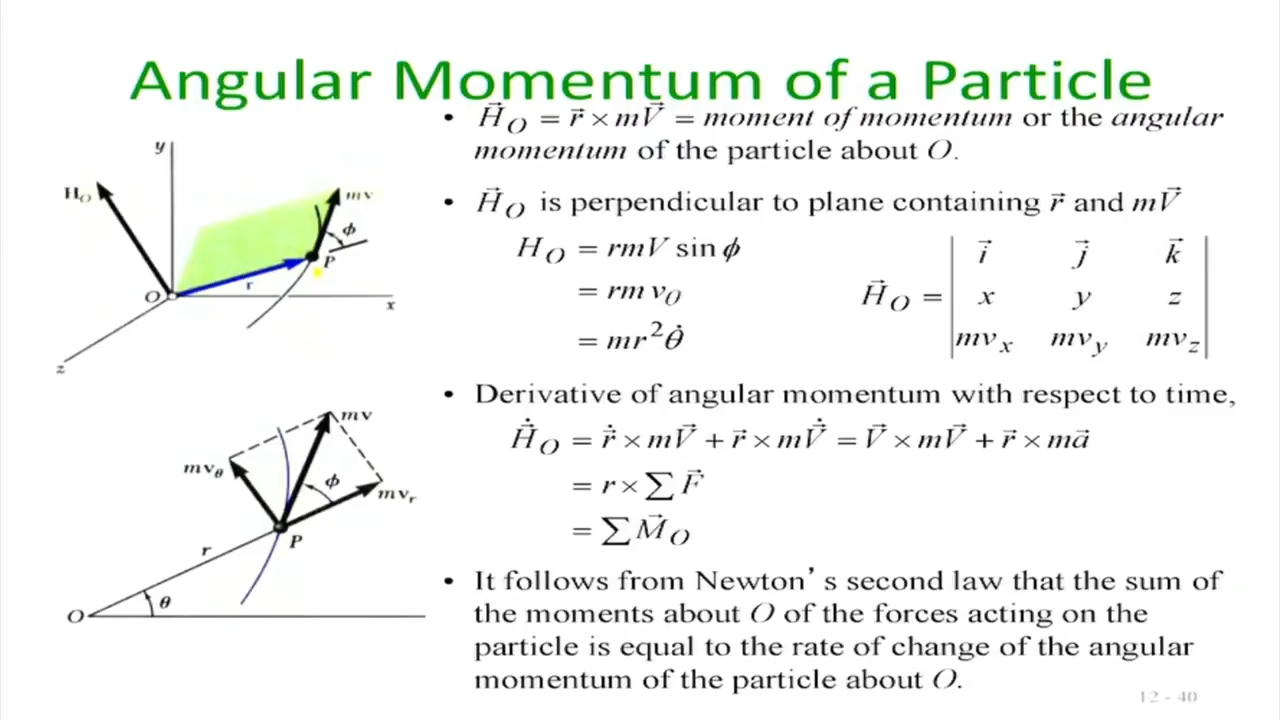 Angular Momentum of a Particle
• H⃗_O = r⃗ × mV⃗ = moment of momentum or the angular
momentum of the particle about O.
• H⃗_O is perpendicular to plane containing r⃗ and mV⃗
H_O = rmV sin ϕ
= rm v_θ
= mr²θ̇
H⃗_O = | i⃗ j⃗ k⃗ |
| x y z |
| mv_x mv_y mv_z |
• Derivative of angular momentum with respect to time,
H⃗̇_O = r⃗̇ × mV⃗ + r⃗ × mV⃗̇ = V⃗ × mV⃗ + r⃗ × ma⃗
= r × ∑ F⃗
= ∑ M⃗_O
• It follows from Newton's second law that the sum of
the moments about O of the forces acting on the
particle is equal to the rate of change of the angular
momentum of the particle about O.
12 - 40
y
H_O
mv
ϕ
P
r
O
x
z
mv
mv_θ
ϕ
mv_r
P
r
θ
O